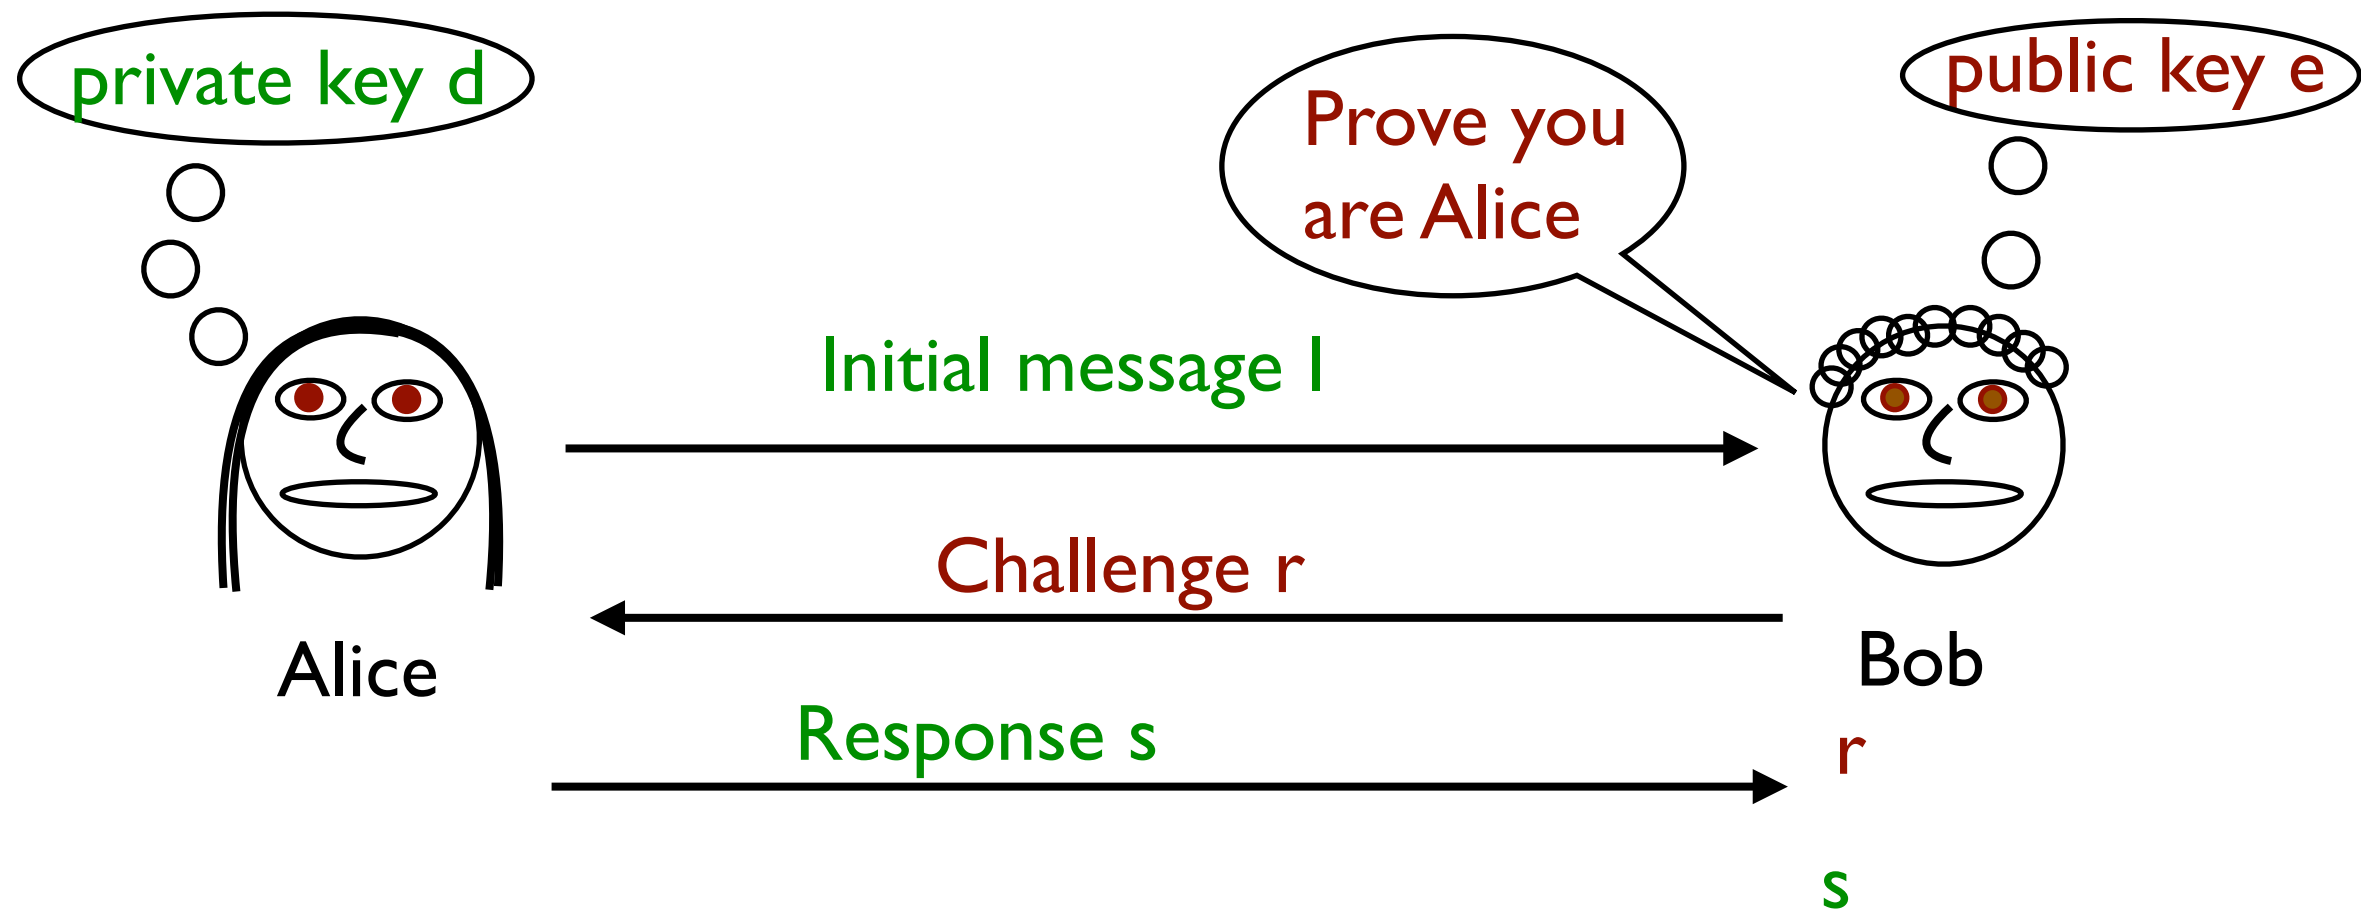 private key d
public key e
Prove you
are Alice
Initial message I
Challenge r
Alice
Bob
Response s
r
s